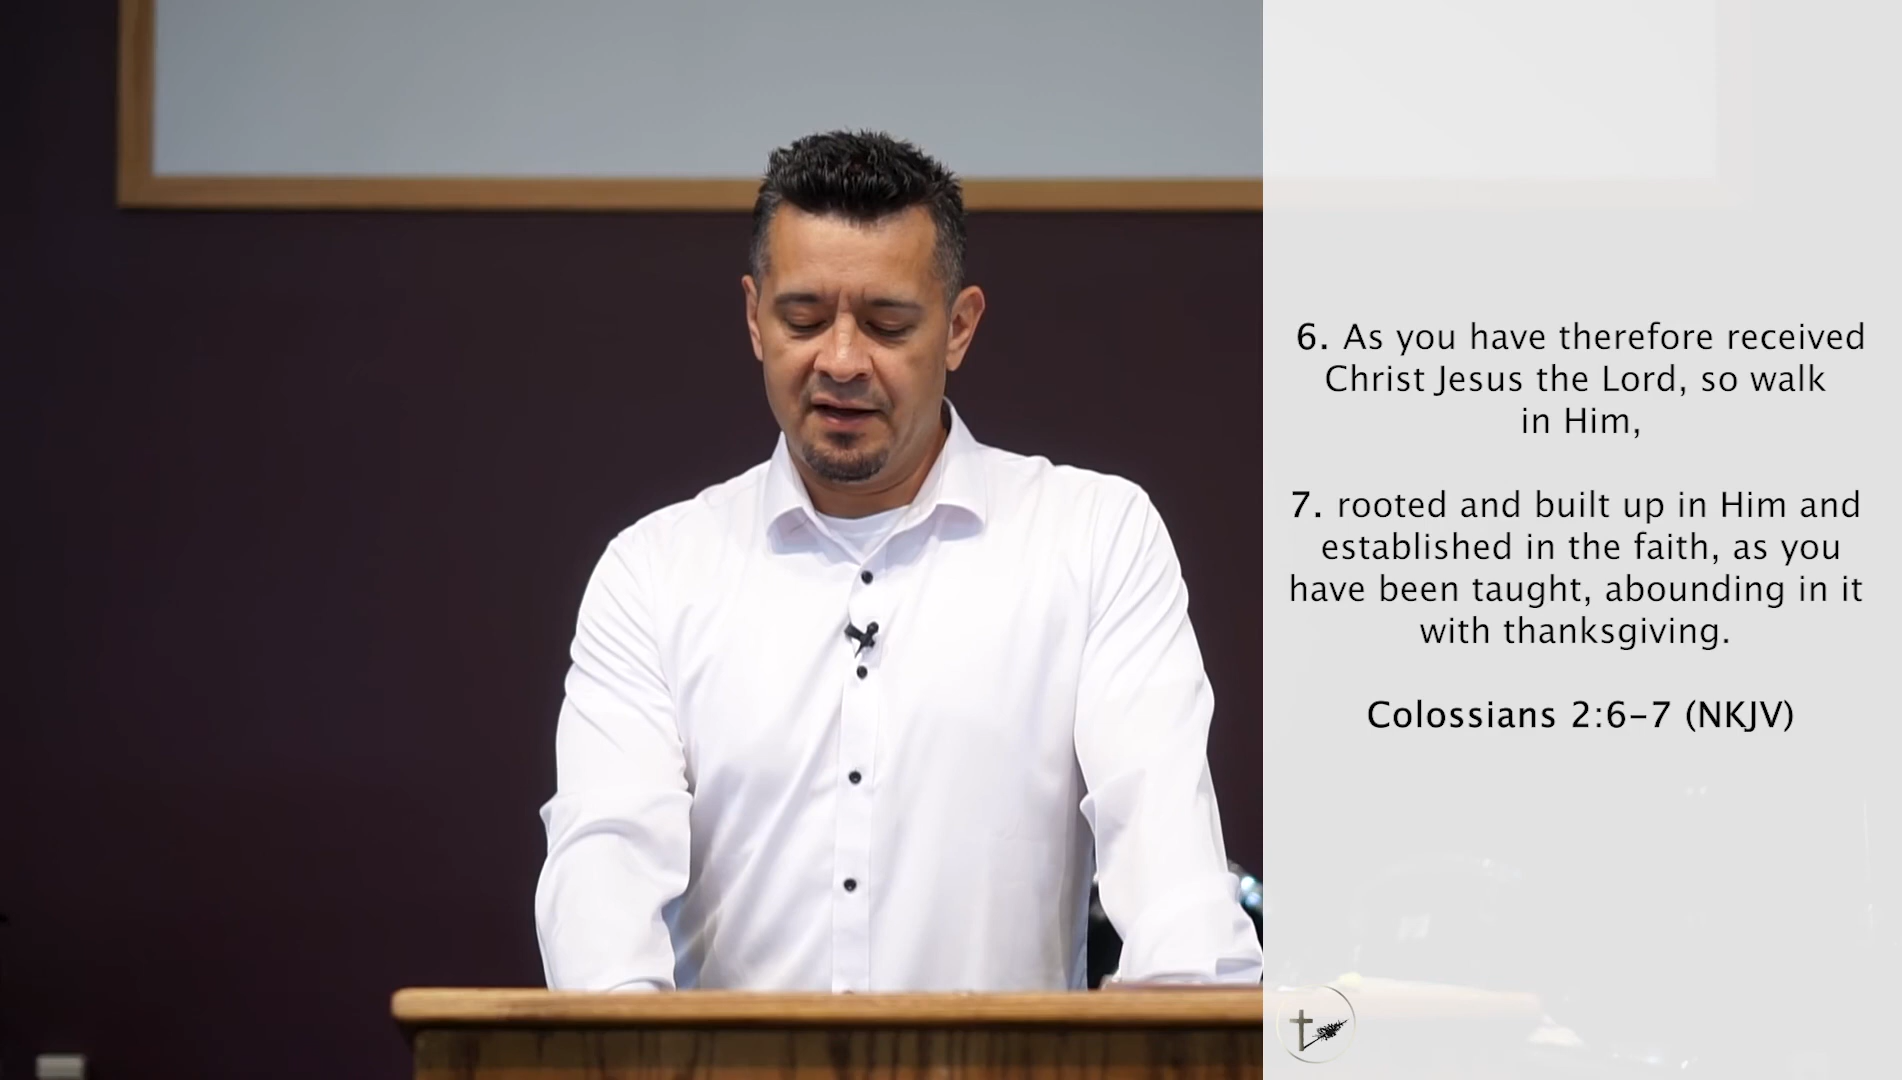 6. As you have therefore received
Christ Jesus the Lord, so walk
in Him,
7. rooted and built up in Him and
established in the faith, as you
have been taught, abounding in it
with thanksgiving.
Colossians 2:6-7 (NKJV)